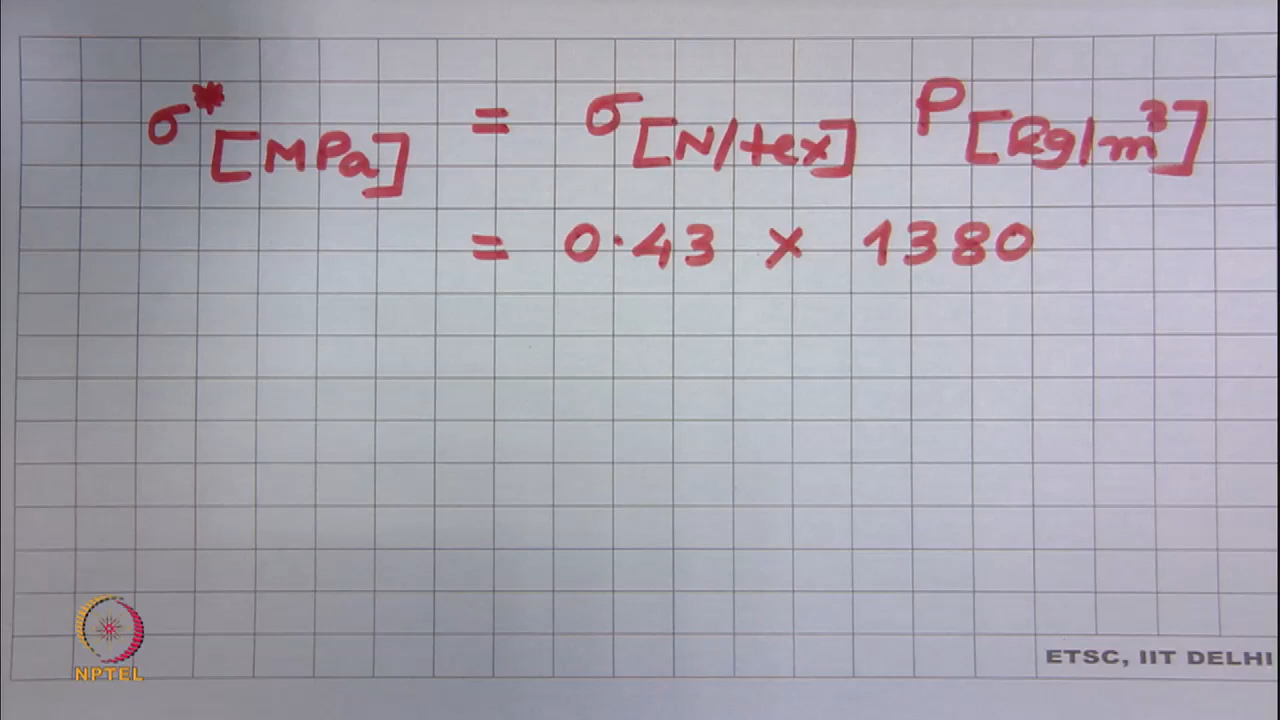 σ*[MPa] = σ[N/tex] ρ[kg/m³]
= 0.43 × 1380
NPTEL
ETSC, IIT DELHI